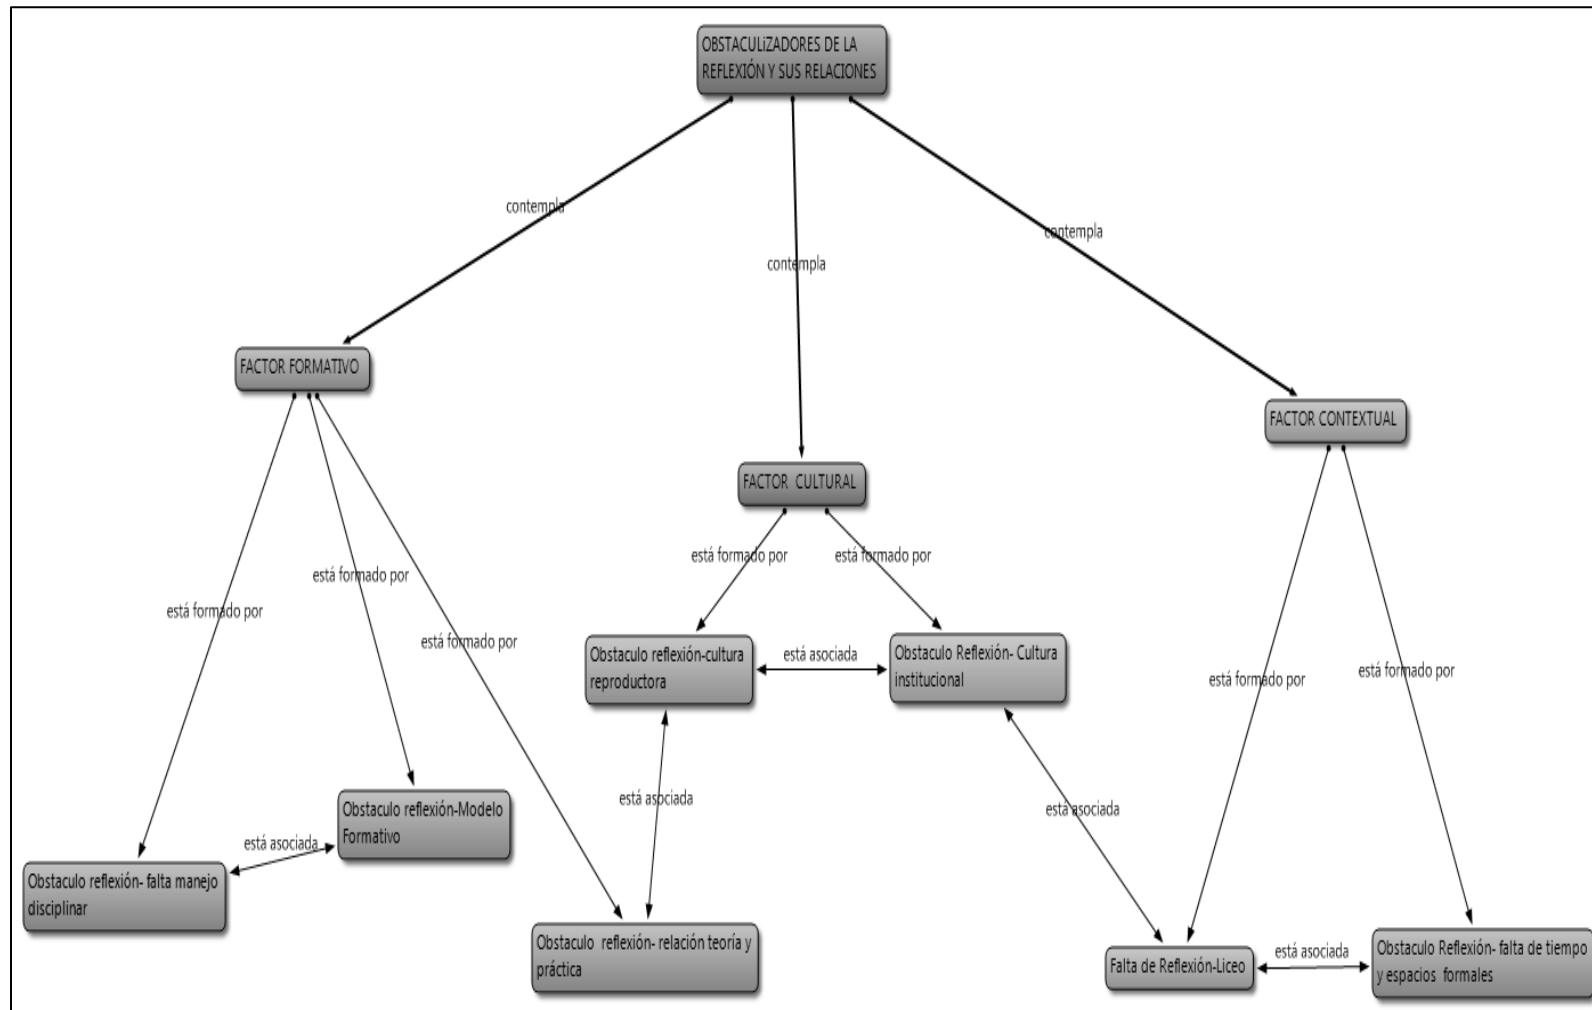 OBSTACULiZADORES DE LA
REFLEXIÓN Y SUS RELACIONES
contempla
contempla
contempla
FACTOR FORMATIVO
FACTOR CONTEXTUAL
FACTOR CULTURAL
está formado por
está formado por
está formado por
está formado por
está formado por
está formado por
está formado por
Obstaculo reflexión-cultura
reproductora
está asociada
Obstaculo Reflexión- Cultura
institucional
Obstaculo reflexión-Modelo
Formativo
está asociada
está asociada
está asociada
Obstaculo reflexión- falta manejo
disciplinar
Obstaculo reflexión- relación teoría y
práctica
Falta de Reflexión-Liceo
está asociada
Obstaculo Reflexión- falta de tiempo
y espacios formales